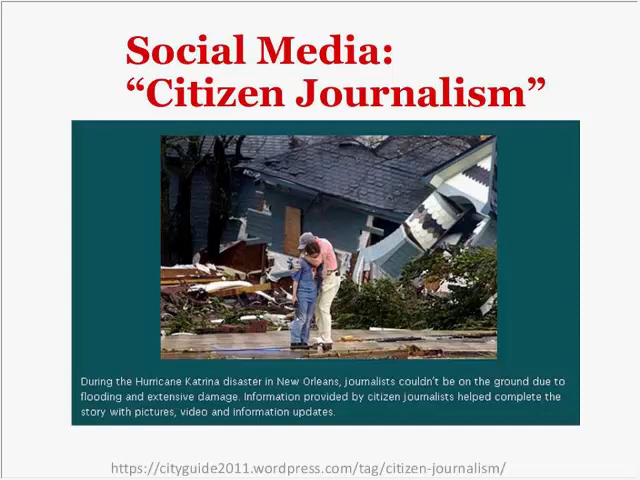 Social Media:
“Citizen Journalism”
During the Hurricane Katrina disaster in New Orleans, journalists couldn't be on the ground due to
flooding and extensive damage. Information provided by citizen journalists helped complete the
story with pictures, video and information updates.
https://cityguide2011.wordpress.com/tag/citizen-journalism/